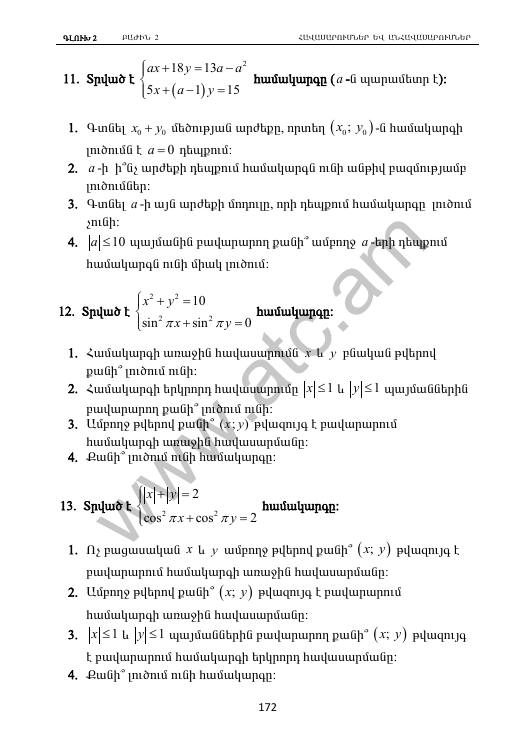 ԳԼՈՒԽ 2 ԲԱԺԻՆ 2 ՀԱՎԱՍԱՐՈՒՄՆԵՐ ԵՎ ԱՆՀԱՎԱՍԱՐՈՒՄՆԵՐ
11. Տրված է { ax + 18y = 13a − a²
5x + (a − 1) y = 15 համակարգը (a -ն պարամետր է):
1. Գտնել x₀ + y₀ մեծության արժեքը, որտեղ (x₀; y₀)-ն համակարգի
լուծումն է a = 0 դեպքում:
2. a -ի ի՞նչ արժեքի դեպքում համակարգն ունի անթիվ բազմությամբ
լուծումներ:
3. Գտնել a -ի այն արժեքի մոդուլը, որի դեպքում համակարգը լուծում
չունի:
4. |a| ≤ 10 պայմանին բավարարող քանի՞ ամբողջ a -երի դեպքում
համակարգն ունի միակ լուծում:
12. Տրված է { x² + y² = 10
sin² πx + sin² πy = 0 համակարգը:
1. Համակարգի առաջին հավասարումն x և y բնական թվերով
քանի՞ լուծում ունի:
2. Համակարգի երկրորդ հավասարումը |x| ≤ 1 և |y| ≤ 1 պայմաններին
բավարարող քանի՞ լուծում ունի:
3. Ամբողջ թվերով քանի՞ (x; y) թվազույգ է բավարարում
համակարգի առաջին հավասարմանը:
4. Քանի՞ լուծում ունի համակարգը:
13. Տրված է { |x| + |y| = 2
cos² πx + cos² πy = 2 համակարգը:
1. Ոչ բացասական x և y ամբողջ թվերով քանի՞ (x; y) թվազույգ է
բավարարում համակարգի առաջին հավասարմանը:
2. Ամբողջ թվերով քանի՞ (x; y) թվազույգ է բավարարում
համակարգի առաջին հավասարմանը:
3. |x| ≤ 1 և |y| ≤ 1 պայմաններին բավարարող քանի՞ (x; y) թվազույգ
է բավարարում համակարգի երկրորդ հավասարմանը:
4. Քանի՞ լուծում ունի համակարգը:
172
www.atc.am